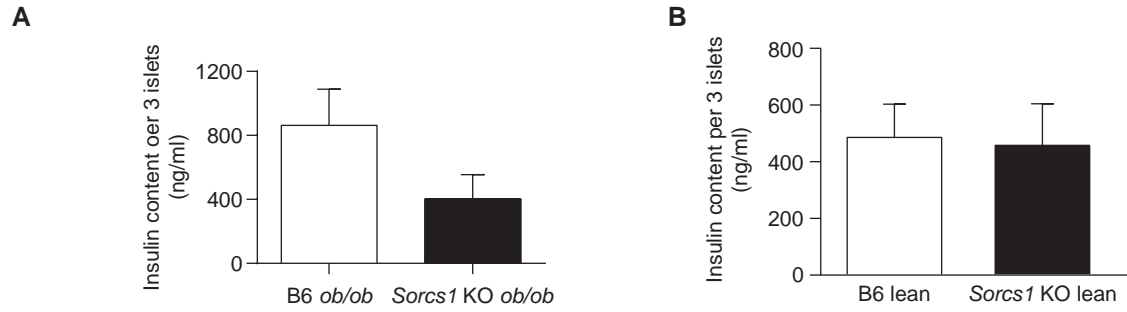 A
Insulin content oer 3 islets
(ng/ml)
1200
800
400
0
B6 ob/ob
Sorcs1 KO ob/ob
B
Insulin content per 3 islets
(ng/ml)
800
600
400
200
0
B6 lean
Sorcs1 KO lean